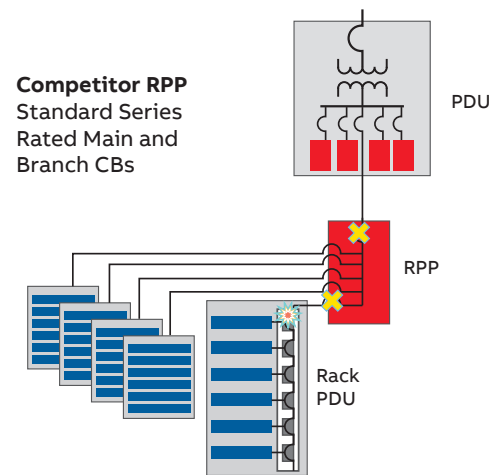 Competitor RPP
Standard Series
Rated Main and
Branch CBs
PDU
RPP
Rack
PDU